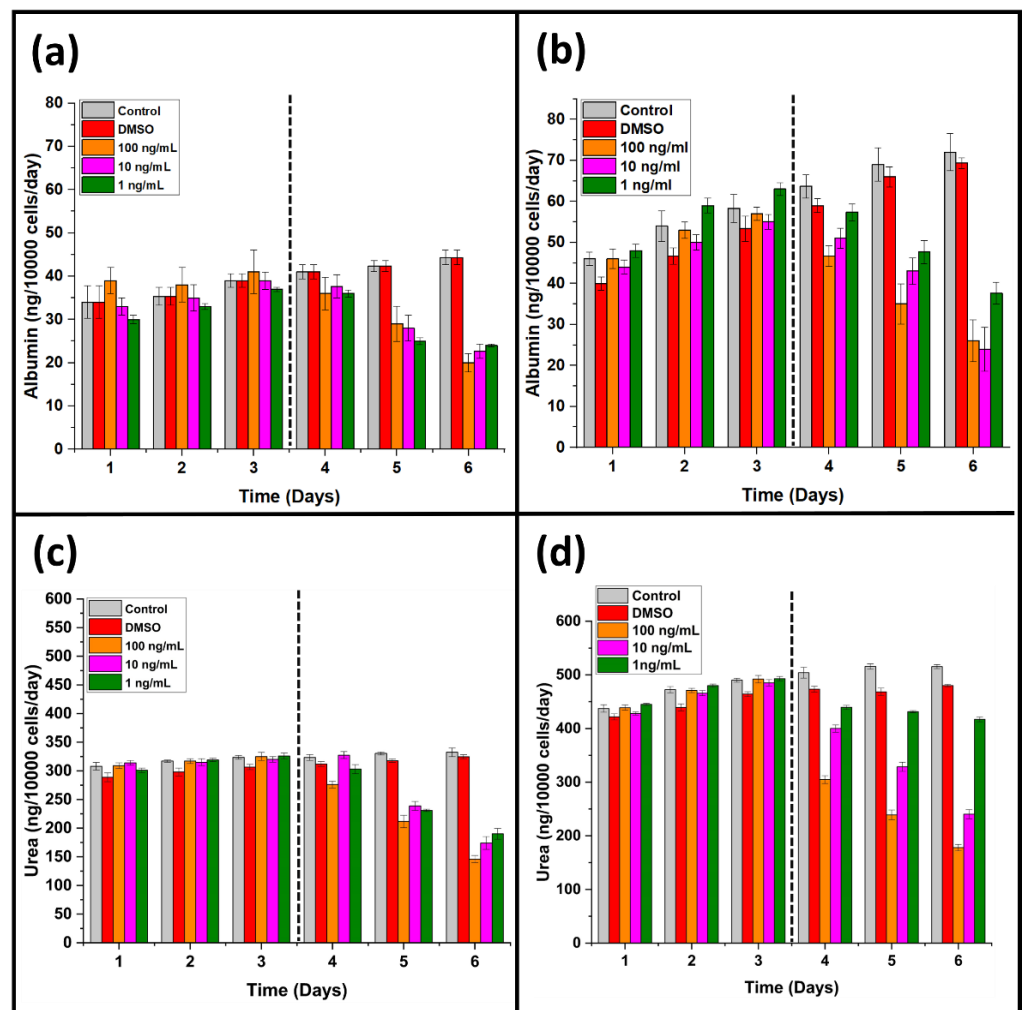 (a)
Control
DMSO
100 ng/mL
10 ng/mL
1 ng/mL
Albumin (ng/10000 cells/day)
80
70
60
50
40
30
20
10
0
1 2 3 4 5 6
Time (Days)
(b)
Control
DMSO
100 ng/ml
10 ng/ml
1 ng/ml
Albumin (ng/10000 cells/day)
80
70
60
50
40
30
20
10
0
1 2 3 4 5 6
Time (Days)
(c)
Control
DMSO
100 ng/mL
10 ng/mL
1 ng/mL
Urea (ng/10000 cells/day)
600
550
500
450
400
350
300
250
200
150
100
50
0
1 2 3 4 5 6
Time (Days)
(d)
Control
DMSO
100 ng/mL
10 ng/mL
1ng/mL
Urea (ng/10000 cells/day)
600
500
400
300
200
100
0
1 2 3 4 5 6
Time (Days)